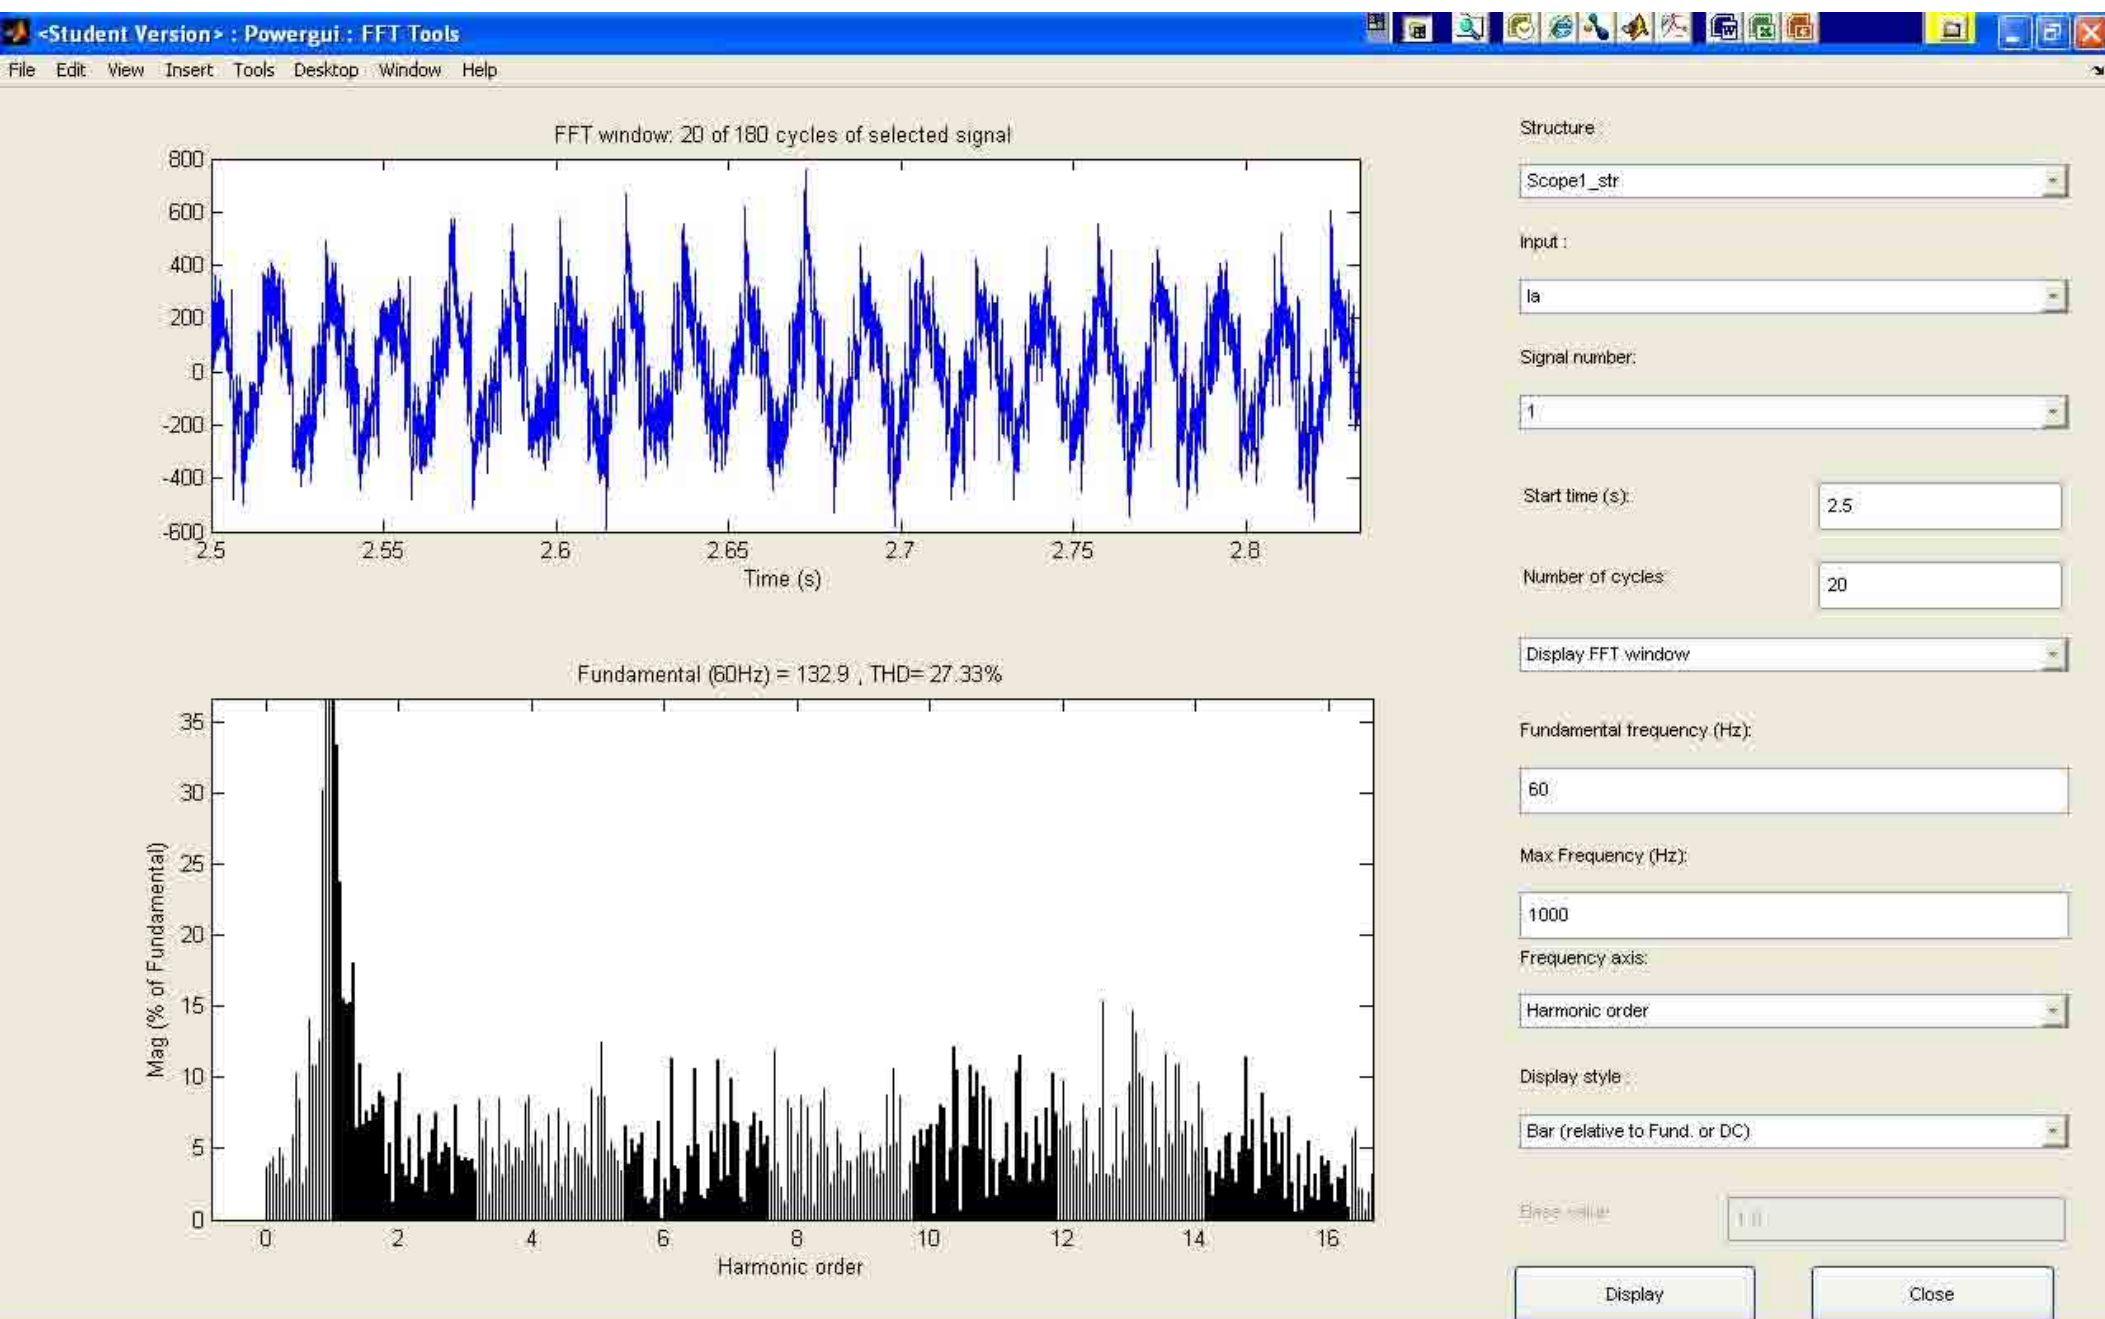 <Student Version> : Powergui : FFT Tools
File Edit View Insert Tools Desktop Window Help
FFT window: 20 of 180 cycles of selected signal
800
600
400
200
0
-200
-400
-600
2.5 2.55 2.6 2.65 2.7 2.75 2.8
Time (s)
Fundamental (60Hz) = 132.9 , THD= 27.33%
Mag (% of Fundamental)
35
30
25
20
15
10
5
0
0 2 4 6 8 10 12 14 16
Harmonic order
Structure :
Scope1_str
Input :
Ia
Signal number:
1
Start time (s): 2.5
Number of cycles: 20
Display FFT window
Fundamental frequency (Hz):
60
Max Frequency (Hz):
1000
Frequency axis:
Harmonic order
Display style :
Bar (relative to Fund. or DC)
Base value: 1.0
Display Close